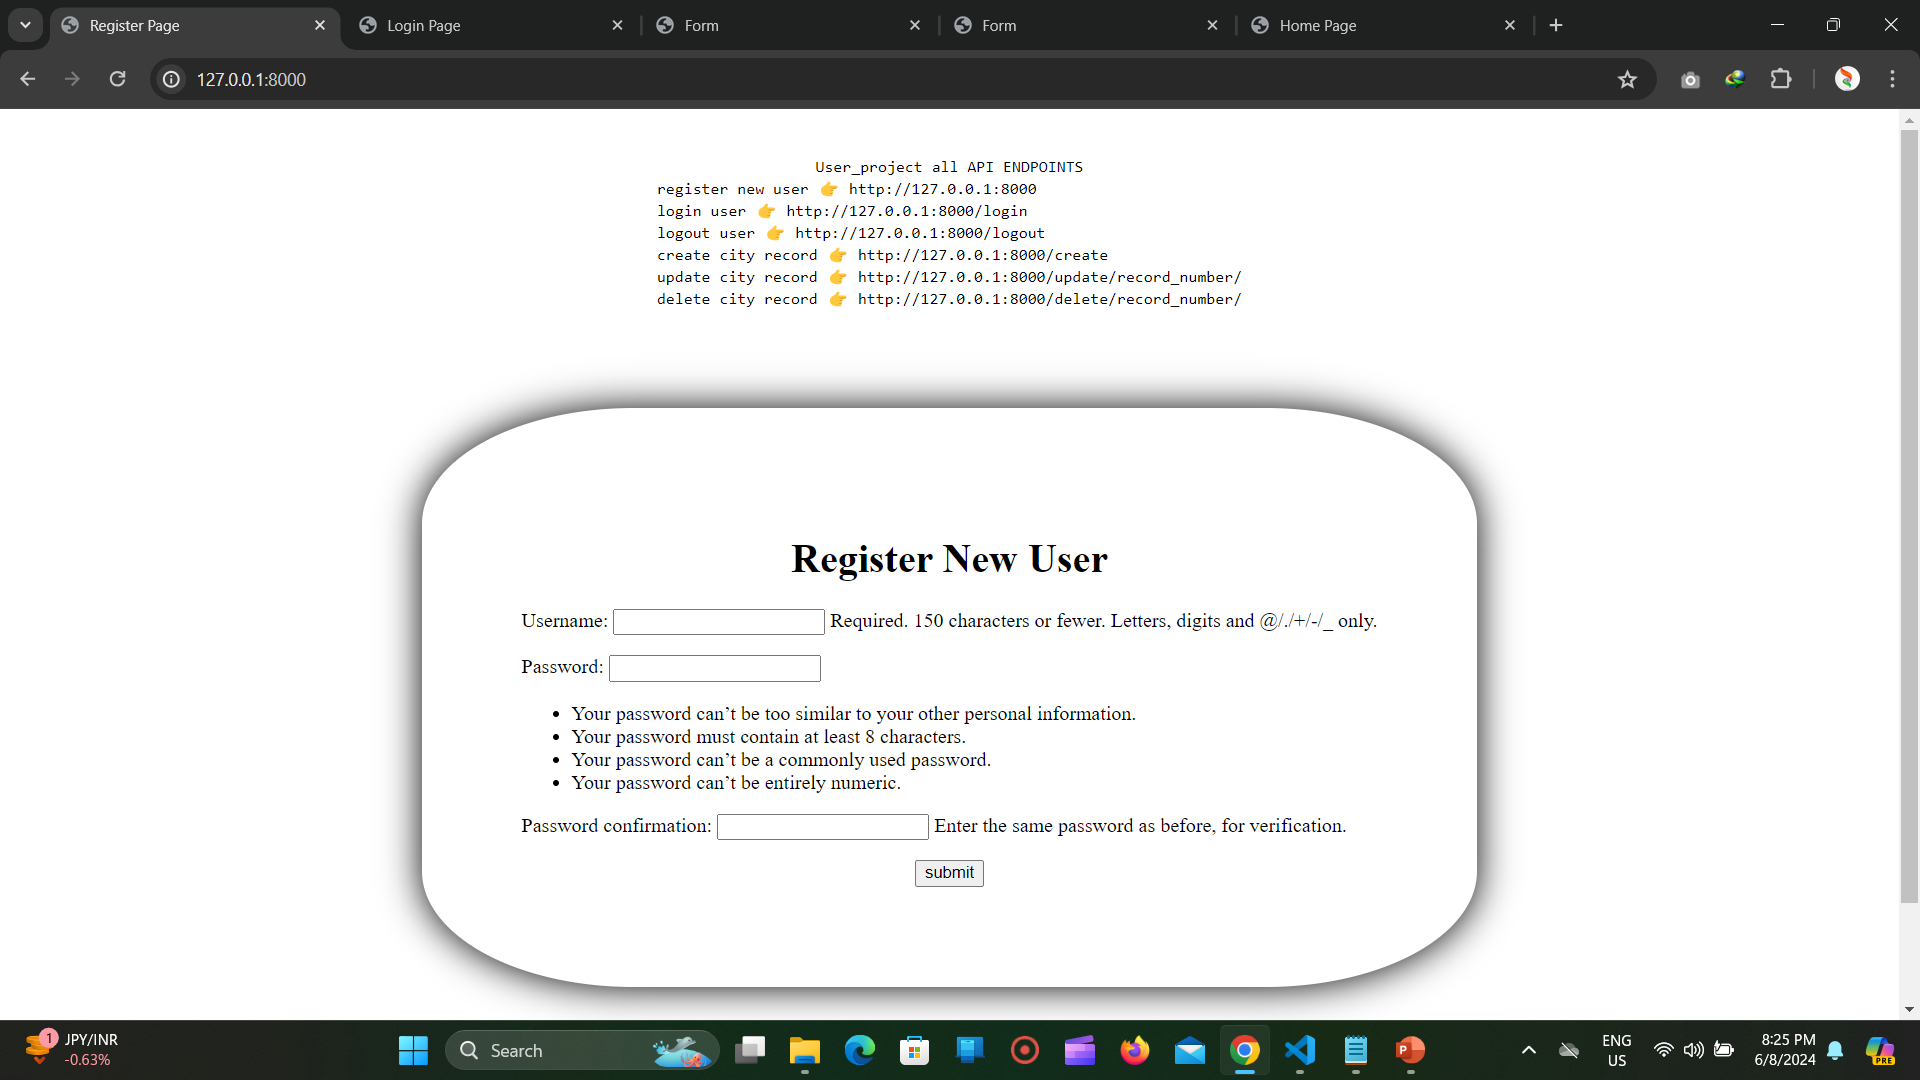 Register Page
Login Page
Form
Form
Home Page
127.0.0.1:8000
User_project all API ENDPOINTS
register new user 👉 http://127.0.0.1:8000
login user 👉 http://127.0.0.1:8000/login
logout user 👉 http://127.0.0.1:8000/logout
create city record 👉 http://127.0.0.1:8000/create
update city record 👉 http://127.0.0.1:8000/update/record_number/
delete city record 👉 http://127.0.0.1:8000/delete/record_number/
Register New User
Username: Required. 150 characters or fewer. Letters, digits and @/./+/-/_ only.
Password:
• Your password can’t be too similar to your other personal information.
• Your password must contain at least 8 characters.
• Your password can’t be a commonly used password.
• Your password can’t be entirely numeric.
Password confirmation: Enter the same password as before, for verification.
submit
1
JPY/INR
-0.63%
Search
P
ENG
US
8:25 PM
6/8/2024
PRE